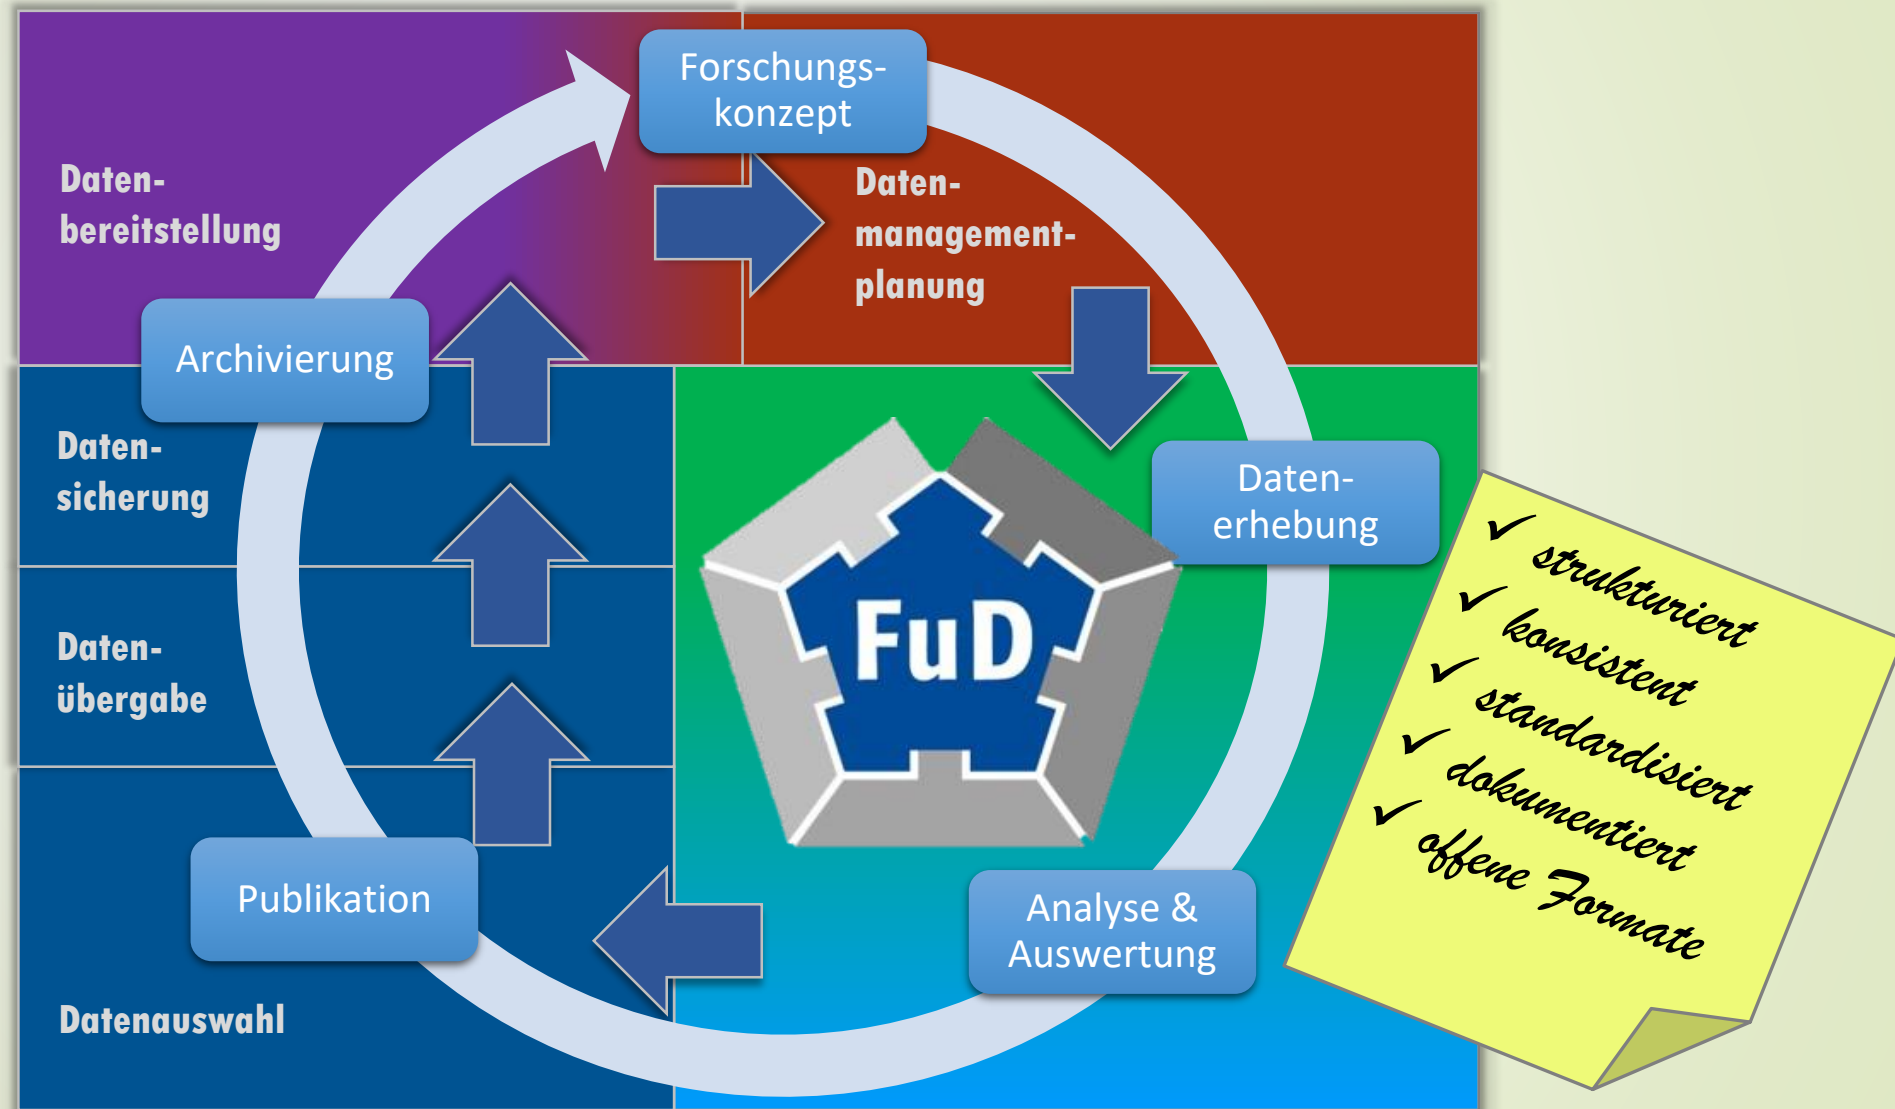 Forschungs-
konzept
Daten-
bereitstellung
Daten-
management-
planung
Archivierung
Daten-
sicherung
Daten-
erhebung
Daten-
übergabe
FuD
Publikation
Analyse &
Auswertung
Datenauswahl
✓ strukturiert
✓ konsistent
✓ standardisiert
✓ dokumentiert
✓ offene Formate